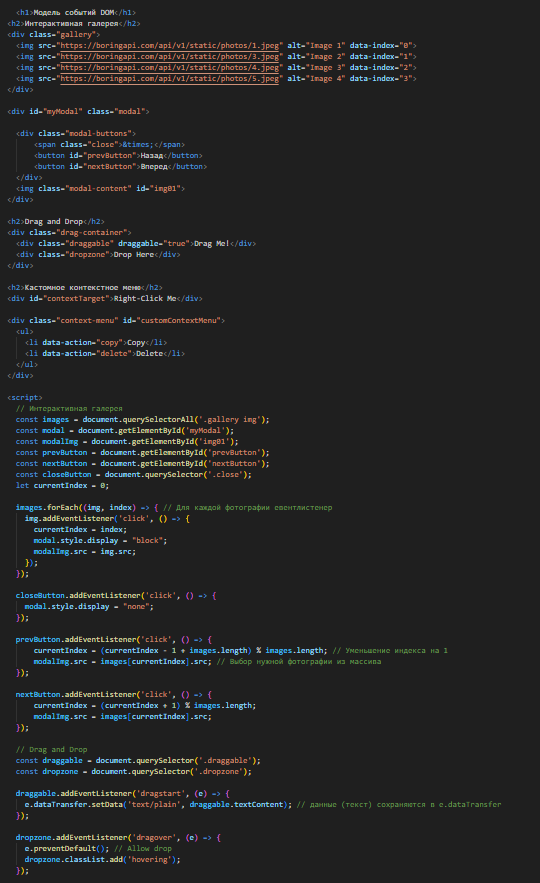 <h1>Модель событий DOM</h1>
<h2>Интерактивная галерея</h2>
<div class="gallery">
<img src="https://boringapi.com/api/v1/static/photos/1.jpeg" alt="Image 1" data-index="0">
<img src="https://boringapi.com/api/v1/static/photos/3.jpeg" alt="Image 2" data-index="1">
<img src="https://boringapi.com/api/v1/static/photos/4.jpeg" alt="Image 3" data-index="2">
<img src="https://boringapi.com/api/v1/static/photos/5.jpeg" alt="Image 4" data-index="3">
</div>
<div id="myModal" class="modal">
<div class="modal-buttons">
<span class="close">&times;</span>
<button id="prevButton">Назад</button>
<button id="nextButton">Вперед</button>
</div>
<img class="modal-content" id="img01">
</div>
<h2>Drag and Drop</h2>
<div class="drag-container">
<div class="draggable" draggable="true">Drag Me!</div>
<div class="dropzone">Drop Here</div>
</div>
<h2>Кастомное контекстное меню</h2>
<div id="contextTarget">Right-Click Me</div>
<div class="context-menu" id="customContextMenu">
<ul>
<li data-action="copy">Copy</li>
<li data-action="delete">Delete</li>
</ul>
</div>
<script>
// Интерактивная галерея
const images = document.querySelectorAll('.gallery img');
const modal = document.getElementById('myModal');
const modalImg = document.getElementById('img01');
const prevButton = document.getElementById('prevButton');
const nextButton = document.getElementById('nextButton');
const closeButton = document.querySelector('.close');
let currentIndex = 0;
images.forEach((img, index) => { // Для каждой фотографии евентлистенер
img.addEventListener('click', () => {
currentIndex = index;
modal.style.display = "block";
modalImg.src = img.src;
});
});
closeButton.addEventListener('click', () => {
modal.style.display = "none";
});
prevButton.addEventListener('click', () => {
currentIndex = (currentIndex - 1 + images.length) % images.length; // Уменьшение индекса на 1
modalImg.src = images[currentIndex].src; // Выбор нужной фотографии из массива
});
nextButton.addEventListener('click', () => {
currentIndex = (currentIndex + 1) % images.length;
modalImg.src = images[currentIndex].src;
});
// Drag and Drop
const draggable = document.querySelector('.draggable');
const dropzone = document.querySelector('.dropzone');
draggable.addEventListener('dragstart', (e) => {
e.dataTransfer.setData('text/plain', draggable.textContent); // данные (текст) сохраняются в e.dataTransfer
});
dropzone.addEventListener('dragover', (e) => {
e.preventDefault(); // Allow drop
dropzone.classList.add('hovering');
});